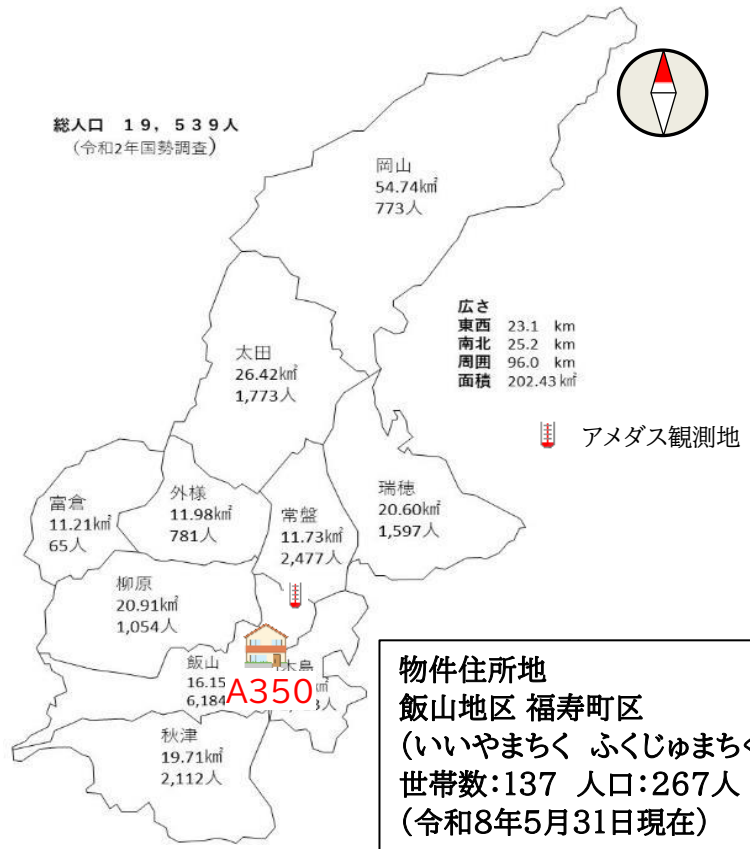 総人口 19,539人
(令和2年国勢調査)
岡山
54.74k㎡
773人
広さ
東西 23.1 km
南北 25.2 km
周囲 96.0 km
面積 202.43k㎡
アメダス観測地
太田
26.42k㎡
1,773人
富倉
11.21k㎡
65人
外様
11.98k㎡
781人
常盤
11.73k㎡
2,477人
瑞穂
20.60k㎡
1,597人
柳原
20.91k㎡
1,054人
飯山
16.15
6,184
木島
A350
秋津
19.71k㎡
2,112人
物件住所地
飯山地区 福寿町区
(いいやまちく ふくじゅまちく
世帯数:137 人口:267人
(令和8年5月31日現在)